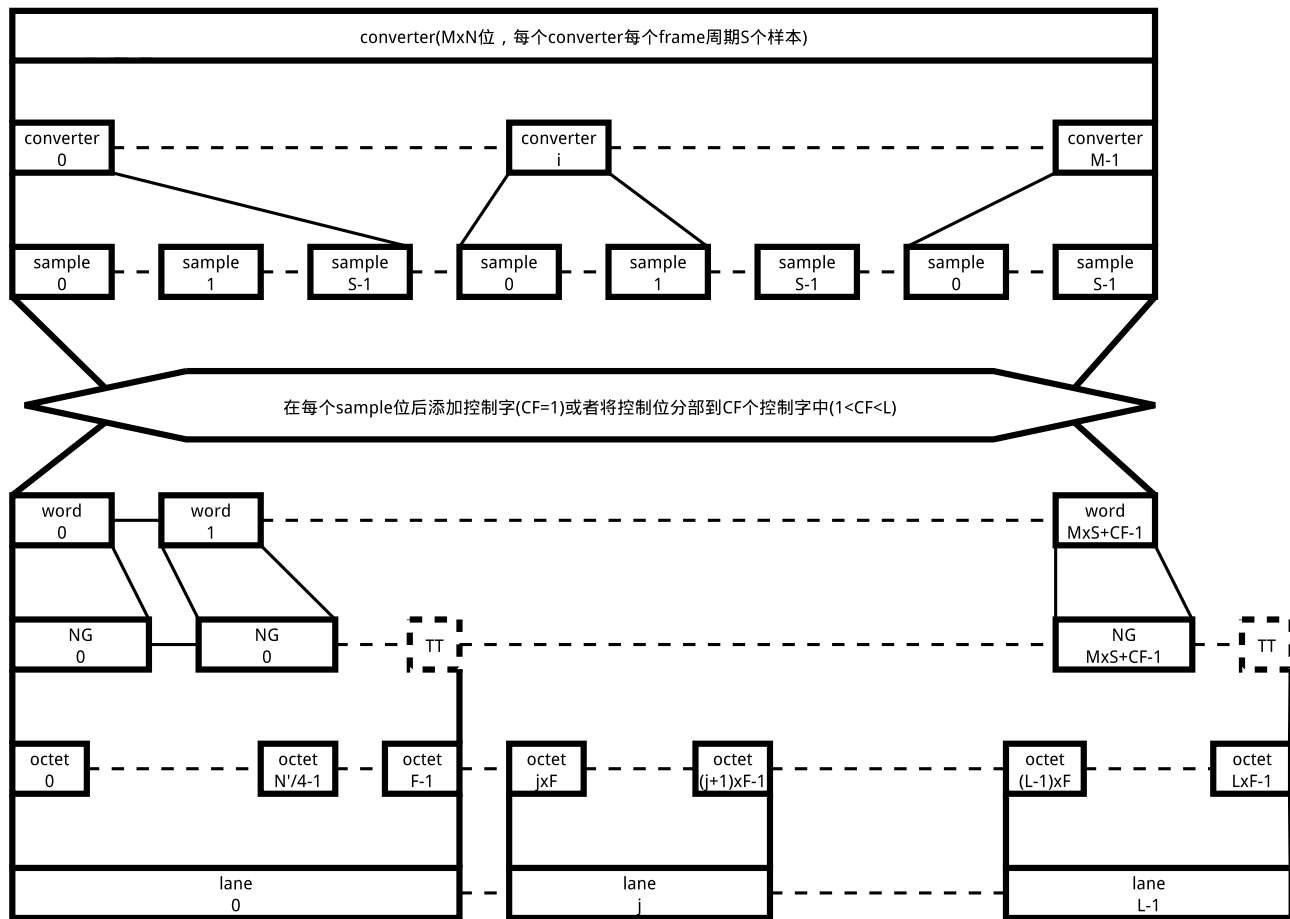 converter(MxN位，每个converter每个frame周期S个样本)
converter
0
converter
i
converter
M-1
sample
0
sample
1
sample
S-1
sample
0
sample
1
sample
S-1
sample
0
sample
S-1
在每个sample位后添加控制字(CF=1)或者将控制位分部到CF个控制字中(1<CF<L)
word
0
word
1
word
MxS+CF-1
NG
0
NG
0
TT
NG
MxS+CF-1
TT
octet
0
octet
N'/4-1
octet
F-1
octet
jxF
octet
(j+1)xF-1
octet
(L-1)xF
octet
LxF-1
lane
0
lane
j
lane
L-1